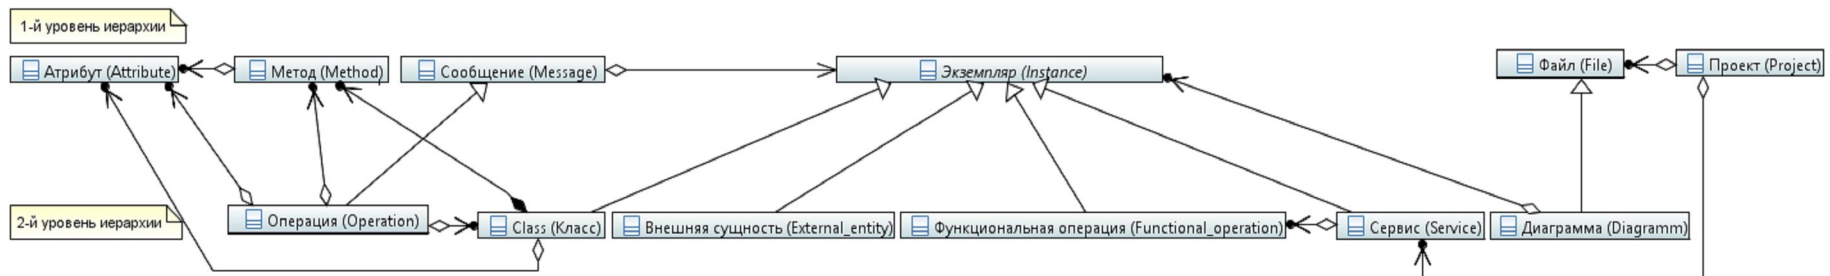 1-й уровень иерархии
Атрибут (Attribute)
Метод (Method)
Сообщение (Message)
Экземпляр (Instance)
Файл (File)
Проект (Project)
2-й уровень иерархии
Операция (Operation)
Class (Класс)
Внешняя сущность (External_entity)
Функциональная операция (Functional_operation)
Сервис (Service)
Диаграмма (Diagramm)